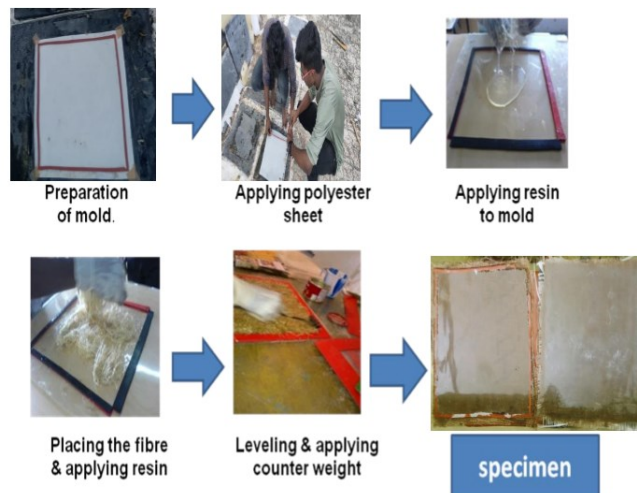 Preparation
of mold.
Applying polyester
sheet
Applying resin
to mold
Placing the fibre
& applying resin
Leveling & applying
counter weight
specimen